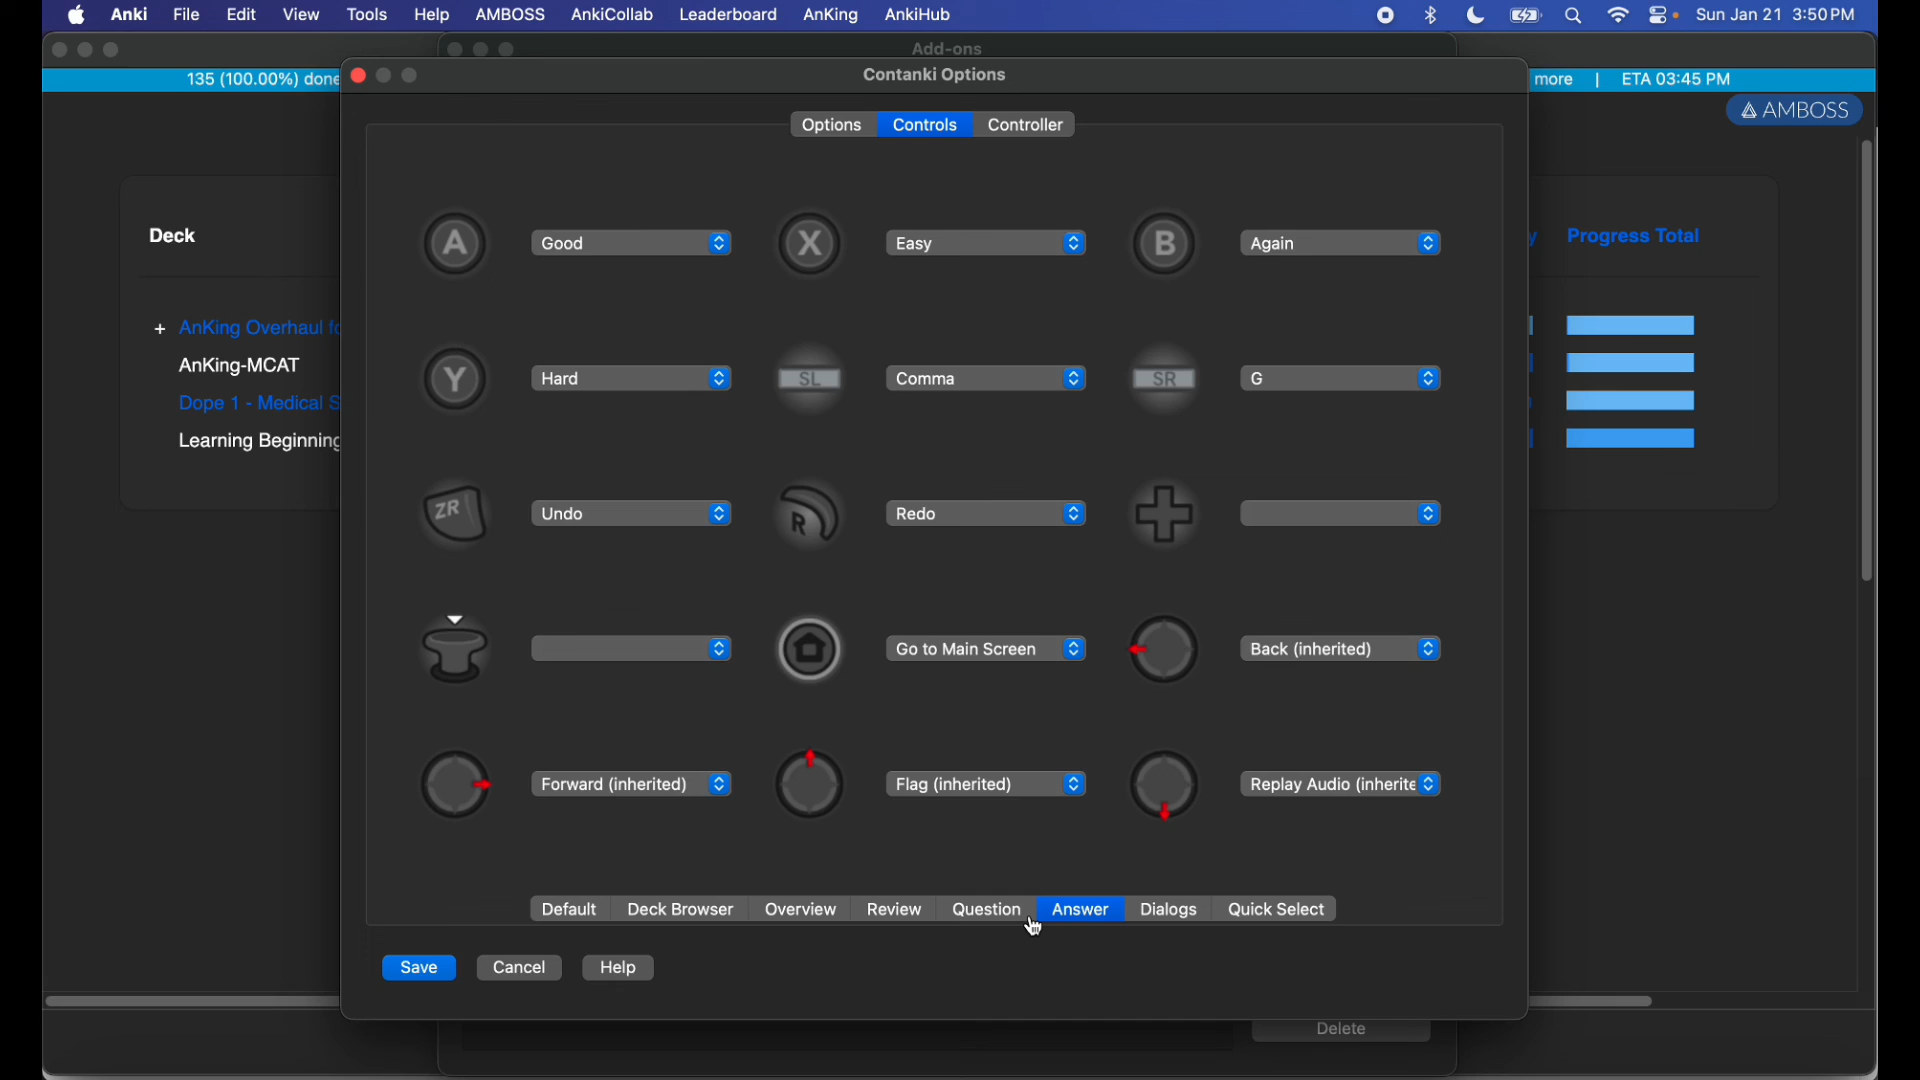 Anki File Edit View Tools Help AMBOSS AnkiCollab Leaderboard AnKing AnkiHub Sun Jan 21 3:50 PM
Add-ons
135 (100.00%) done
Contanki Options
more | ETA 03:45 PM
AMBOSS
Options Controls Controller
Deck
Progress Total
A Good X Easy B Again
AnKing Overhaul fo
AnKing-MCAT
Dope 1 - Medical S
Learning Beginning
Y Hard SL Comma SR G
ZR Undo R Redo
Go to Main Screen Back (inherited)
Forward (inherited) Flag (inherited) Replay Audio (inherite
Default Deck Browser Overview Review Question Answer Dialogs Quick Select
Save Cancel Help
Delete